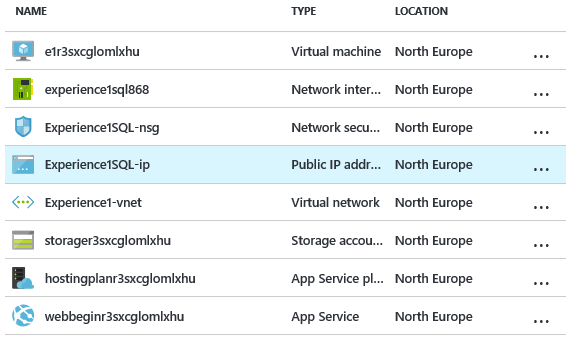 NAME TYPE LOCATION
e1r3sxcglomlxhu Virtual machine North Europe ...
experience1sql868 Network inter... North Europe ...
Experience1SQL-nsg Network secu... North Europe ...
Experience1SQL-ip Public IP addr... North Europe ...
Experience1-vnet Virtual network North Europe ...
storager3sxcglomlxhu Storage accou... North Europe ...
hostingplanr3sxcglomlxhu App Service pl... North Europe ...
webbeginr3sxcglomlxhu App Service North Europe ...